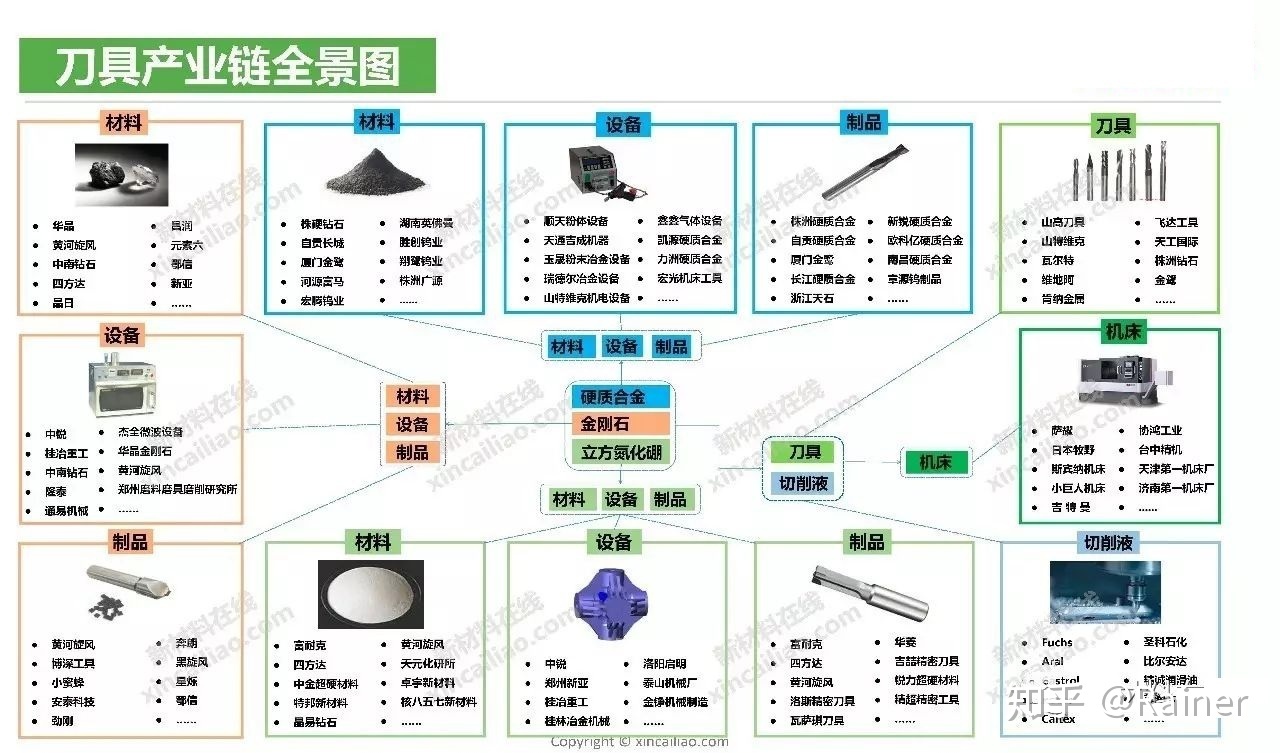 刀具产业链全景图
材料
华晶
昌润
黄河旋风
元素六
中南钻石
鄂信
四方达
新亚
晶日
......
材料
株硬钻石
湖南英佛曼
自贡长城
胜创钨业
厦门金鹭
翔鹭钨业
河源富马
株洲广源
宏腾钨业
......
设备
顺天粉体设备
鑫鑫气体设备
天通吉成机器
凯源硬质合金
玉晟粉末冶金设备
力洲硬质合金
瑞德尔冶金设备
宏光机床工具
山特维克机电设备
......
制品
株洲硬质合金
新锐硬质合金
自贡硬质合金
欧科亿硬质合金
厦门金鹭
南昌硬质合金
长江硬质合金
章源钨制品
浙江天石
......
刀具
山高刀具
飞达工具
山特维克
天工国际
瓦尔特
株洲钻石
维地阿
金鹭
肯纳金属
......
设备
中锐
杰全微波设备
桂冶重工
华晶金刚石
中南钻石
黄河旋风
隆泰
郑州磨料磨具磨削研究所
通易机械
......
材料
设备
制品
材料 设备 制品
硬质合金
金刚石
立方氮化硼
材料 设备 制品
刀具
切削液
机床
机床
萨瓎
协鸿工业
日本牧野
台中精机
斯宾纳机床
天津第一机床厂
小巨人机床
济南第一机床厂
吉特曼
......
制品
黄河旋风
奔朗
博深工具
黑旋风
小蜜蜂
皇烁
安泰科技
鄂信
劲刚
......
材料
富耐克
黄河旋风
四方达
天元化研所
中金超硬材料
卓宇新材料
特邦新材料
核八五七新材料
晶易钻石
......
设备
中锐
洛阳启明
郑州新亚
泰山机械厂
桂冶重工
金铮机械制造
桂林冶金机械
......
制品
富耐克
华菱
四方达
吉喆精密刀具
黄河旋风
锐力超硬材料
洛斯精密刀具
精超精密工具
瓦萨琪刀具
......
切削液
Fuchs
圣科石化
Aral
比尔安达
Castrol
诚润滑油
Caltex
......
知乎 @Rainer
Copyright © xincailiao.com
新材料在线
xincailiao.com